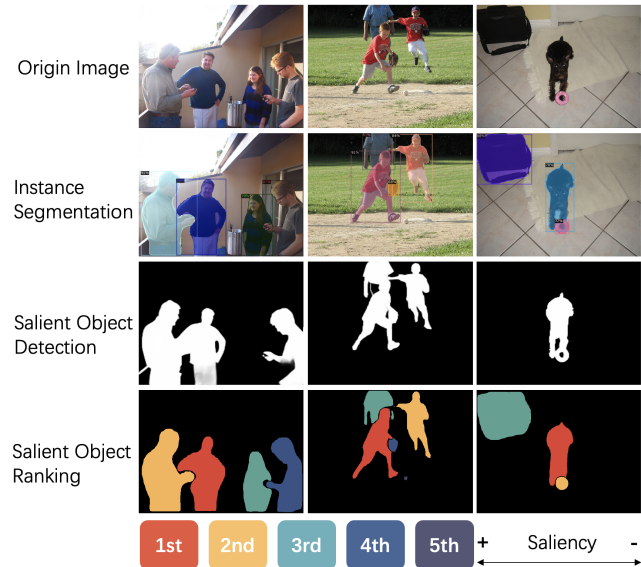 Origin Image
Instance
Segmentation
Salient Object
Detection
Salient Object
Ranking
1st
2nd
3rd
4th
5th
+ Saliency -